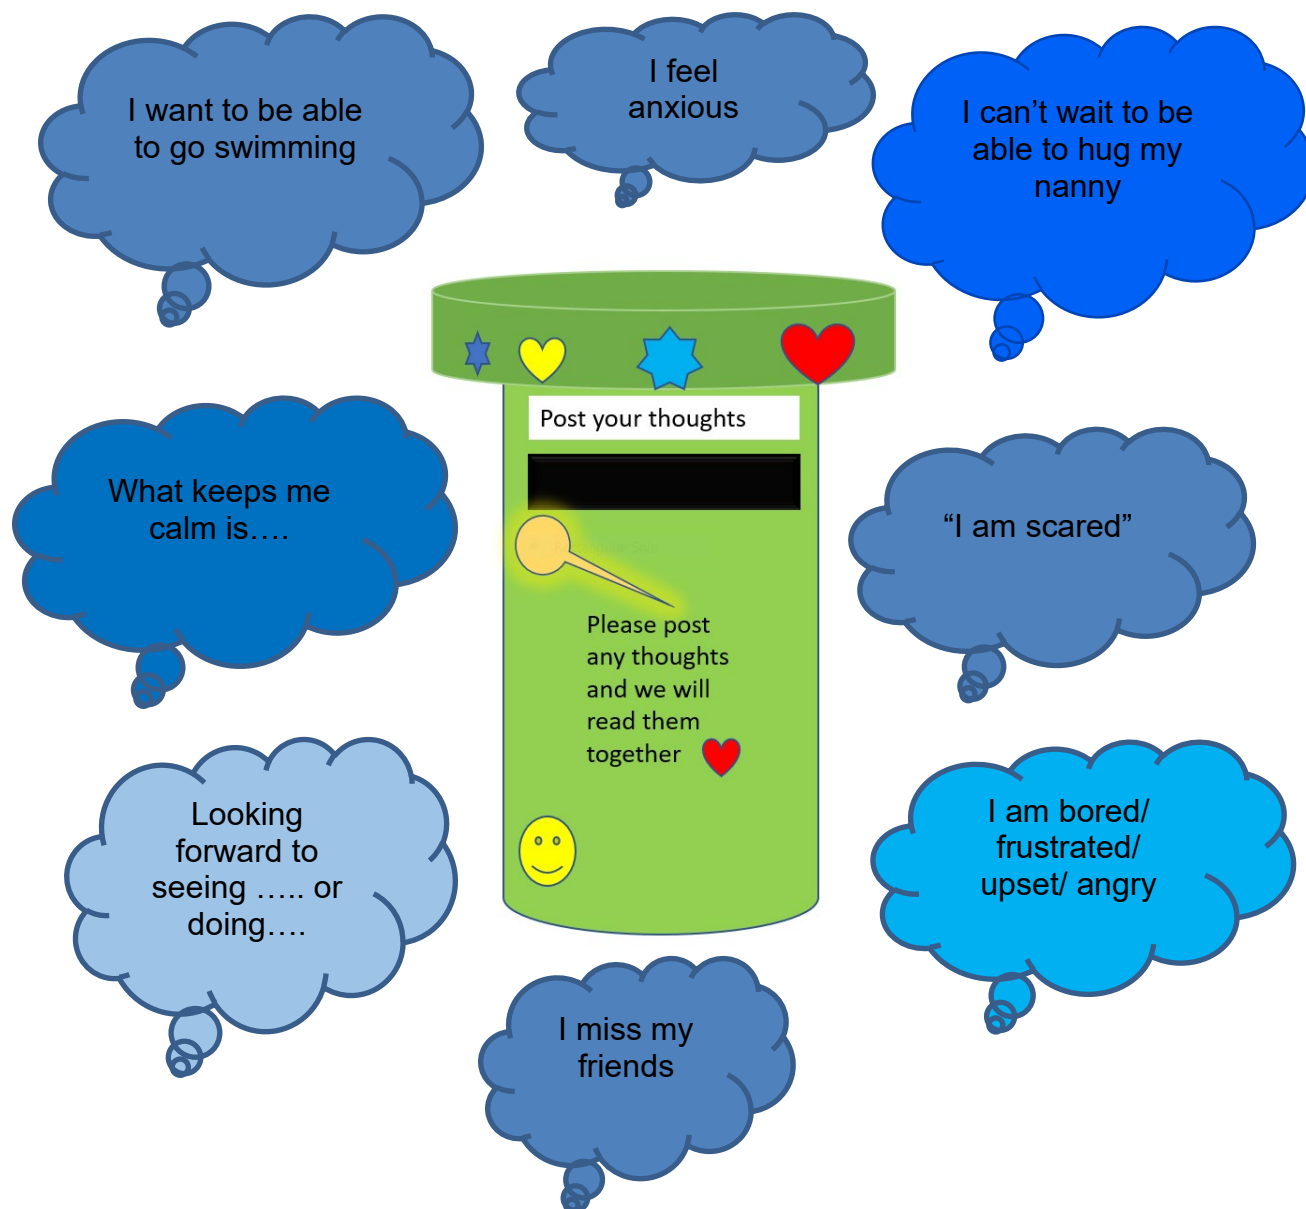 I want to be able
to go swimming
I feel
anxious
I can’t wait to be
able to hug my
nanny
Post your thoughts
What keeps me
calm is….
“I am scared”
Please post
any thoughts
and we will
read them
together
Looking
forward to
seeing ….. or
doing….
I am bored/
frustrated/
upset/ angry
I miss my
friends